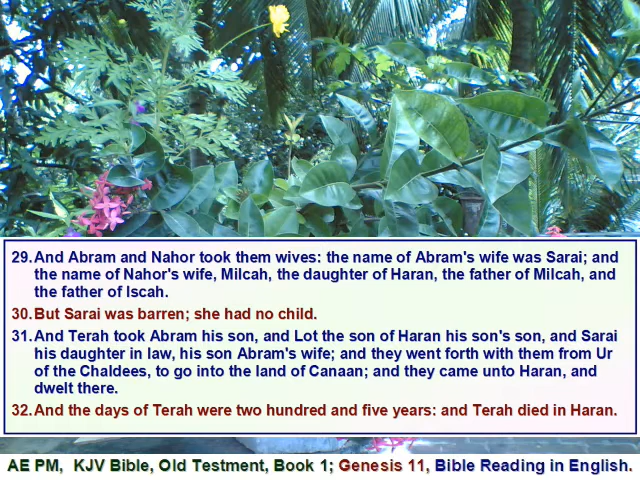 29.And Abram and Nahor took them wives: the name of Abram's wife was Sarai; and
the name of Nahor's wife, Milcah, the daughter of Haran, the father of Milcah, and
the father of Iscah.
30.But Sarai was barren; she had no child.
31.And Terah took Abram his son, and Lot the son of Haran his son's son, and Sarai
his daughter in law, his son Abram's wife; and they went forth with them from Ur
of the Chaldees, to go into the land of Canaan; and they came unto Haran, and
dwelt there.
32.And the days of Terah were two hundred and five years: and Terah died in Haran.
AE PM,  KJV Bible, Old Testment, Book 1; Genesis 11, Bible Reading in English.